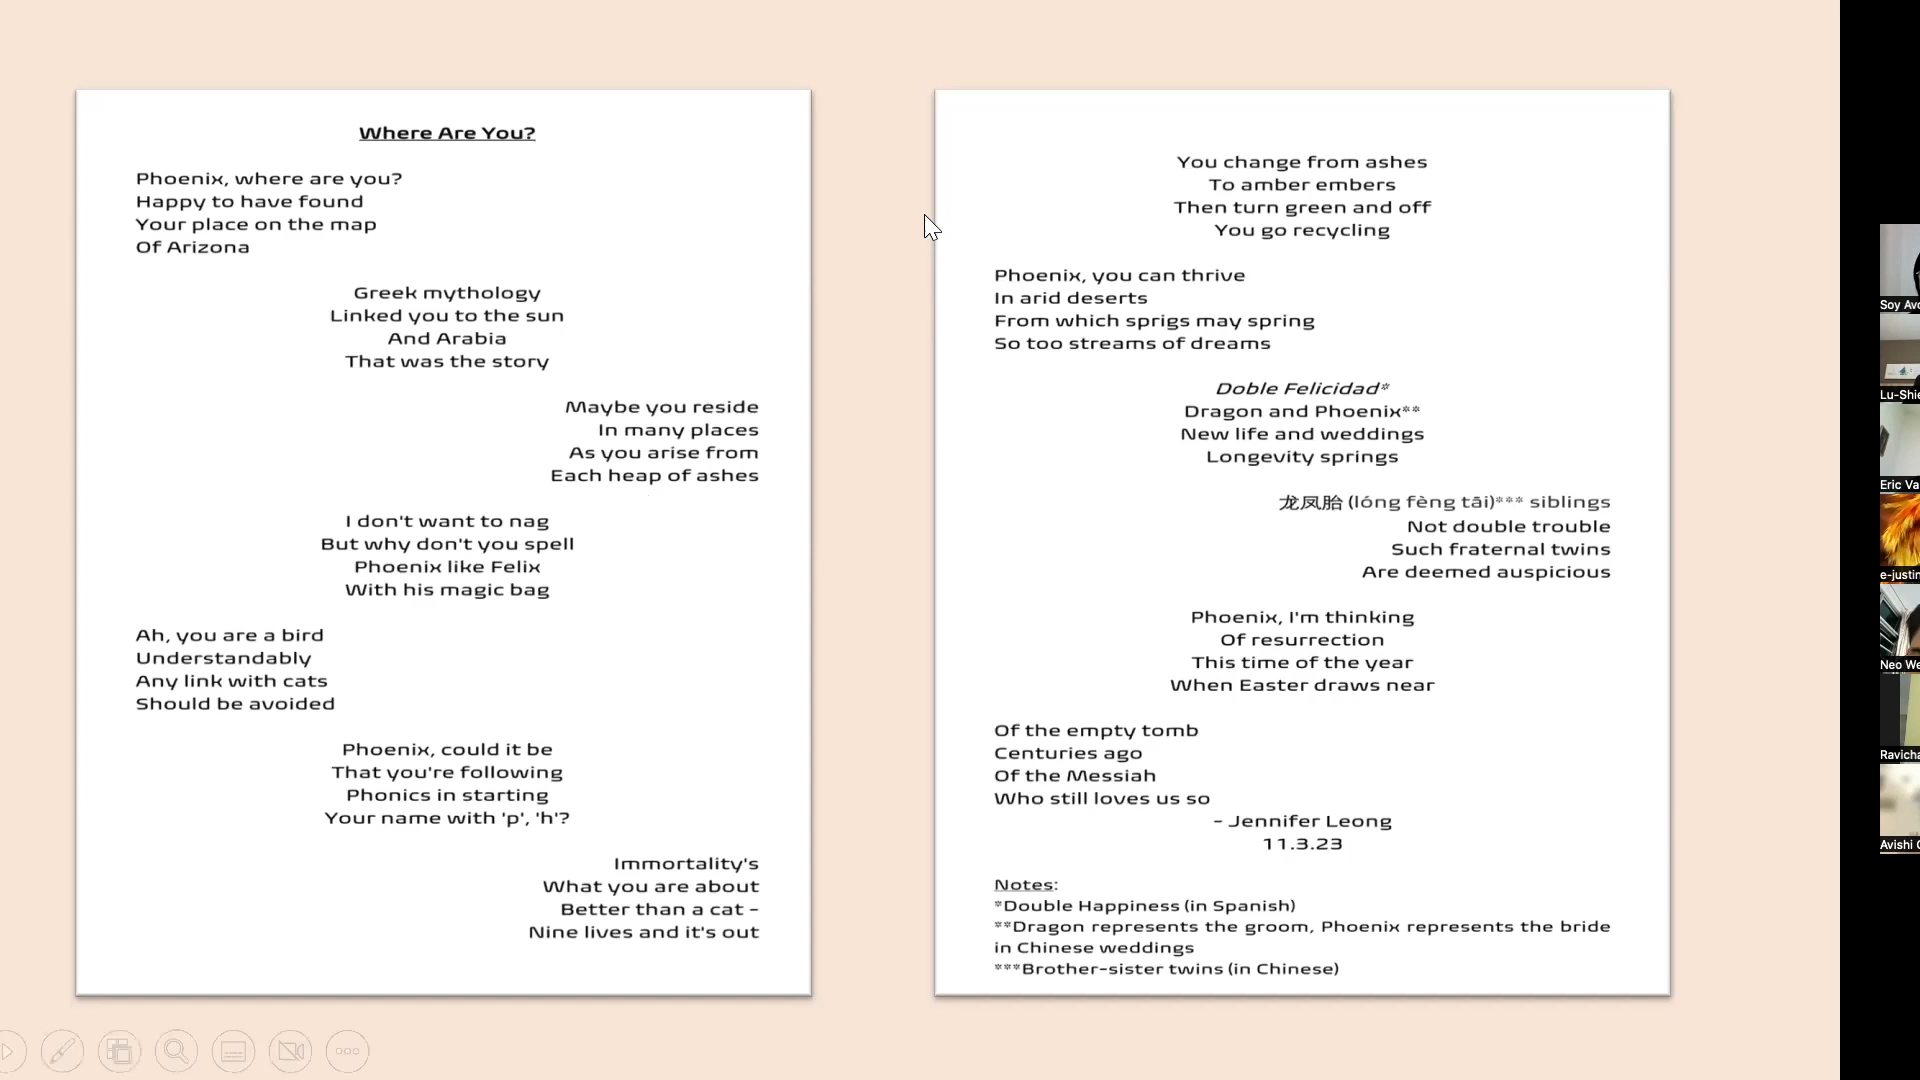 Where Are You?
Phoenix, where are you?
Happy to have found
Your place on the map
Of Arizona
Greek mythology
Linked you to the sun
And Arabia
That was the story
Maybe you reside
In many places
As you arise from
Each heap of ashes
I don't want to nag
But why don't you spell
Phoenix like Felix
With his magic bag
Ah, you are a bird
Understandably
Any link with cats
Should be avoided
Phoenix, could it be
That you're following
Phonics in starting
Your name with 'p', 'h'?
Immortality's
What you are about
Better than a cat –
Nine lives and it's out
You change from ashes
To amber embers
Then turn green and off
You go recycling
Phoenix, you can thrive
In arid deserts
From which sprigs may spring
So too streams of dreams
Doble Felicidad*
Dragon and Phoenix**
New life and weddings
Longevity springs
龙凤胎 (lóng fèng tāi)*** siblings
Not double trouble
Such fraternal twins
Are deemed auspicious
Phoenix, I'm thinking
Of resurrection
This time of the year
When Easter draws near
Of the empty tomb
Centuries ago
Of the Messiah
Who still loves us so
– Jennifer Leong
11.3.23
Notes:
*Double Happiness (in Spanish)
**Dragon represents the groom, Phoenix represents the bride
in Chinese weddings
***Brother-sister twins (in Chinese)
Soy
Lu-Shie
Eric Va
e-justin
Neo We
Ravicha
Avishi